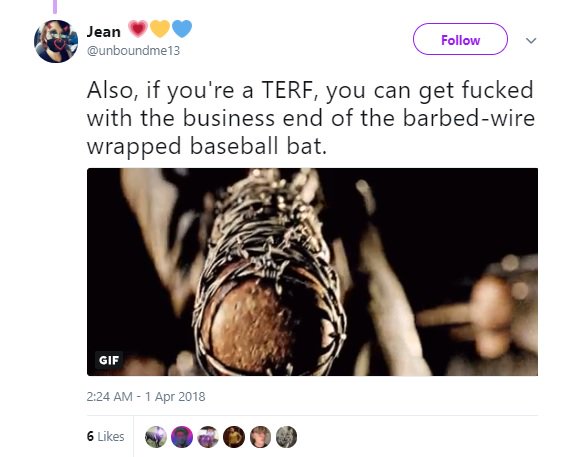 Jean
@unboundme13
Follow
Also, if you're a TERF, you can get fucked
with the business end of the barbed-wire
wrapped baseball bat.
GIF
2:24 AM - 1 Apr 2018
6 Likes